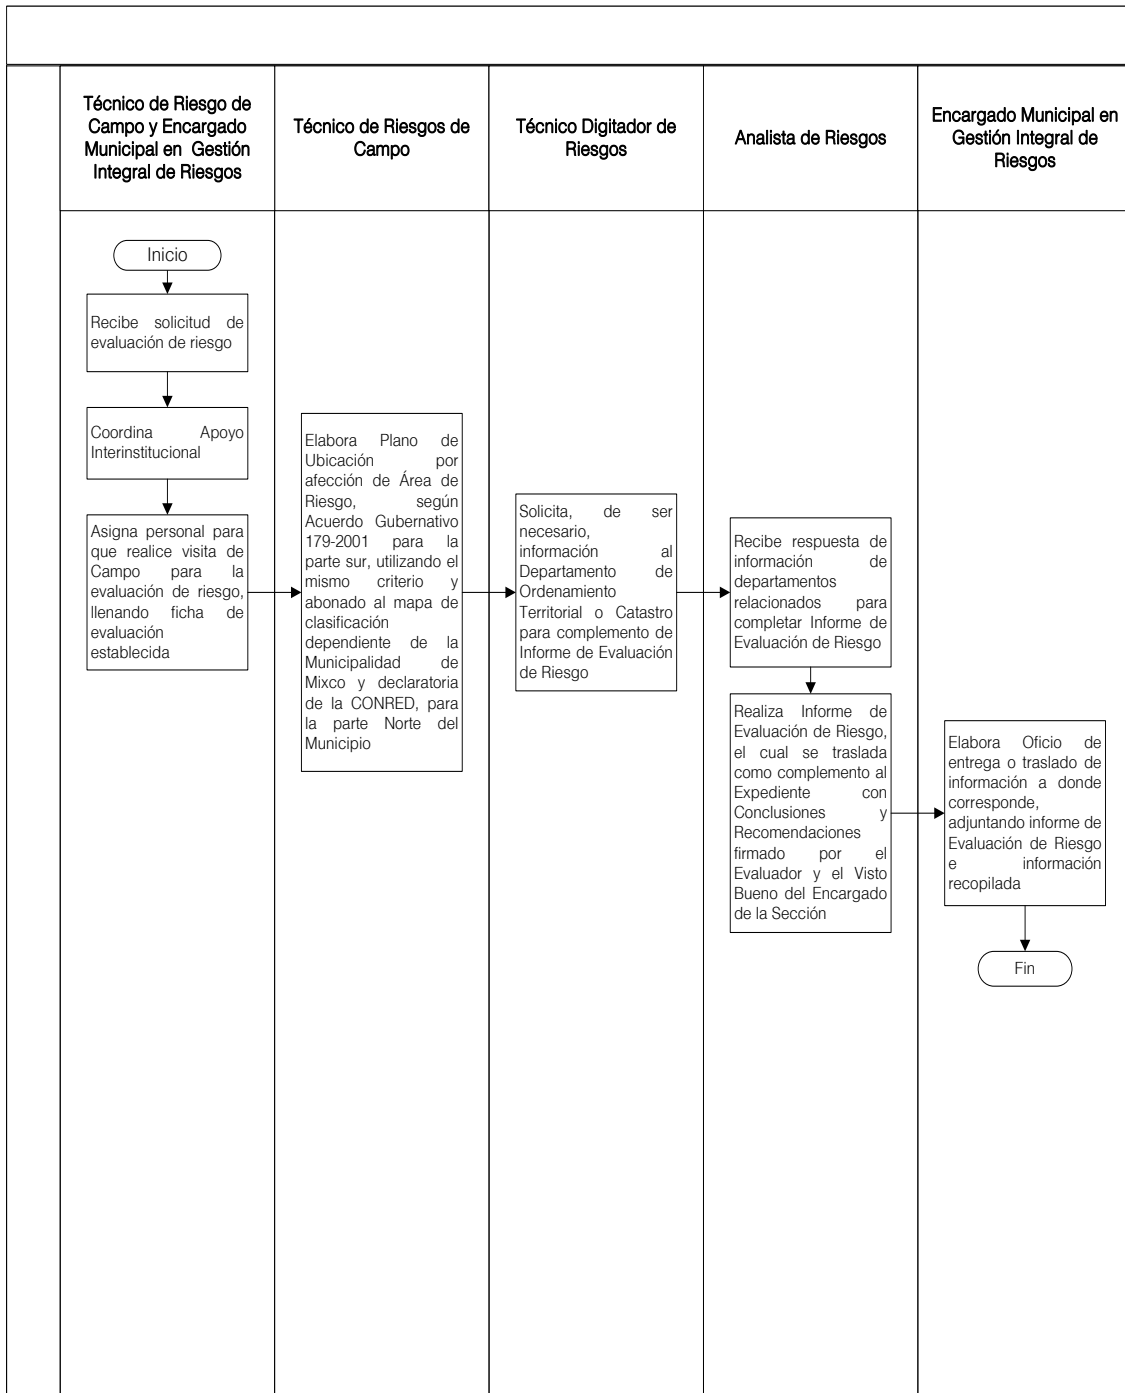 Técnico de Riesgo de
Campo y Encargado
Municipal en Gestión
Integral de Riesgos
Técnico de Riesgos de
Campo
Técnico Digitador de
Riesgos
Analista de Riesgos
Encargado Municipal en
Gestión Integral de
Riesgos
Inicio
Recibe solicitud de
evaluación de riesgo
Coordina Apoyo
Interinstitucional
Asigna personal para
que realice visita de
Campo para la
evaluación de riesgo,
llenando ficha de
evaluación
establecida
Elabora Plano de
Ubicación por
afección de Área de
Riesgo, según
Acuerdo Gubernativo
179-2001 para la
parte sur, utilizando el
mismo criterio y
abonado al mapa de
clasificación
dependiente de la
Municipalidad de
Mixco y declaratoria
de la CONRED, para
la parte Norte del
Municipio
Solicita, de ser
necesario,
información al
Departamento de
Ordenamiento
Territorial o Catastro
para complemento de
Informe de Evaluación
de Riesgo
Recibe respuesta de
información de
departamentos
relacionados para
completar Informe de
Evaluación de Riesgo
Realiza Informe de
Evaluación de Riesgo,
el cual se traslada
como complemento al
Expediente con
Conclusiones y
Recomendaciones
firmado por el
Evaluador y el Visto
Bueno del Encargado
de la Sección
Elabora Oficio de
entrega o traslado de
información a donde
corresponde,
adjuntando informe de
Evaluación de Riesgo
e información
recopilada
Fin